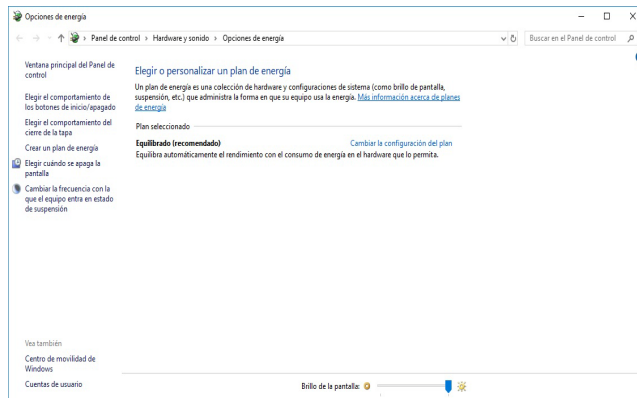 Opciones de energía
Panel de control > Hardware y sonido > Opciones de energía
Buscar en el Panel de control
Ventana principal del Panel de
control
Elegir el comportamiento de
los botones de inicio/apagado
Elegir el comportamiento del
cierre de la tapa
Crear un plan de energía
Elegir cuándo se apaga la
pantalla
Cambiar la frecuencia con la
que el equipo entra en estado
de suspensión
Elegir o personalizar un plan de energía
Un plan de energía es una colección de hardware y configuraciones de sistema (como brillo de pantalla,
suspensión, etc.) que administra la forma en que su equipo usa la energía. Más información acerca de planes
de energía
Plan seleccionado
Equilibrado (recomendado) Cambiar la configuración del plan
Equilibra automáticamente el rendimiento con el consumo de energía en el hardware que lo permita.
Vea también
Centro de movilidad de
Windows
Cuentas de usuario
Brillo de la pantalla: